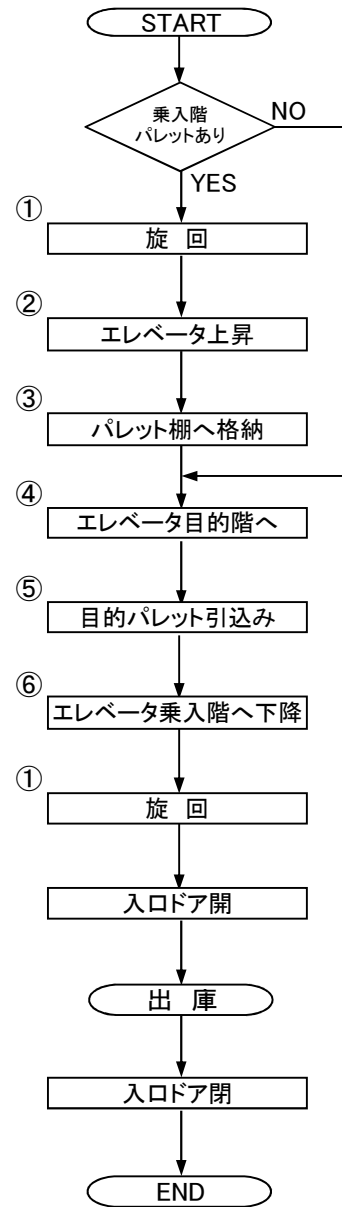 START
乗入階
パレットあり
NO
YES
①
旋　回
②
エレベータ上昇
③
パレット棚へ格納
④
エレベータ目的階へ
⑤
目的パレット引込み
⑥
エレベータ乗入階へ下降
①
旋　回
入口ドア開
出　庫
入口ドア閉
END